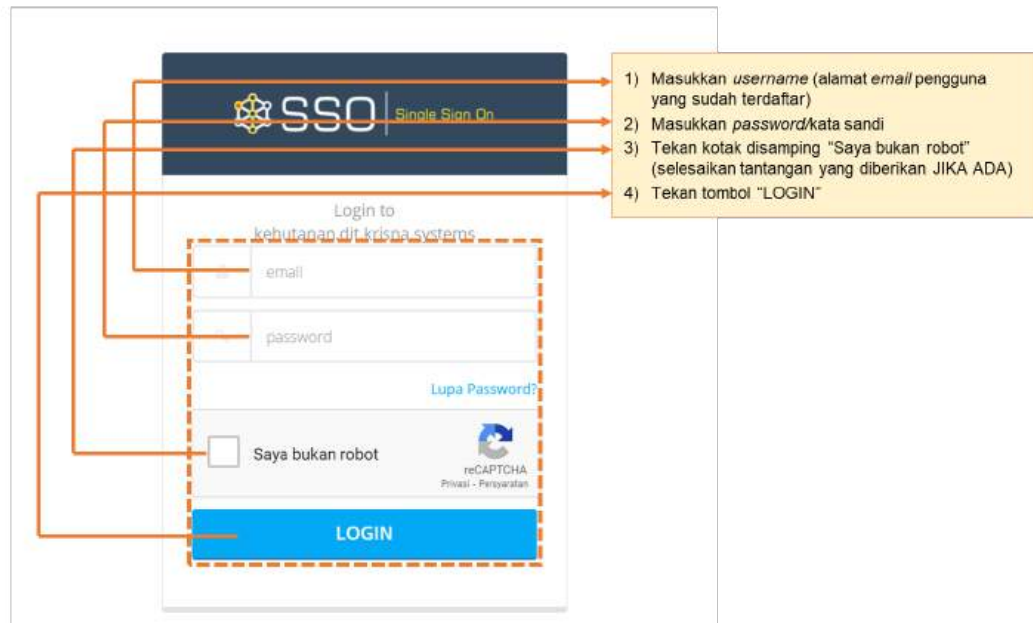 SSO Single Sign On
Login to
kehutanan.djt.krisna.systems
email
password
Lupa Password?
Saya bukan robot
reCAPTCHA
Privasi - Persyaratan
LOGIN
1) Masukkan username (alamat email pengguna
yang sudah terdaftar)
2) Masukkan password/kata sandi
3) Tekan kotak disamping “Saya bukan robot”
(selesaikan tantangan yang diberikan JIKA ADA)
4) Tekan tombol “LOGIN”